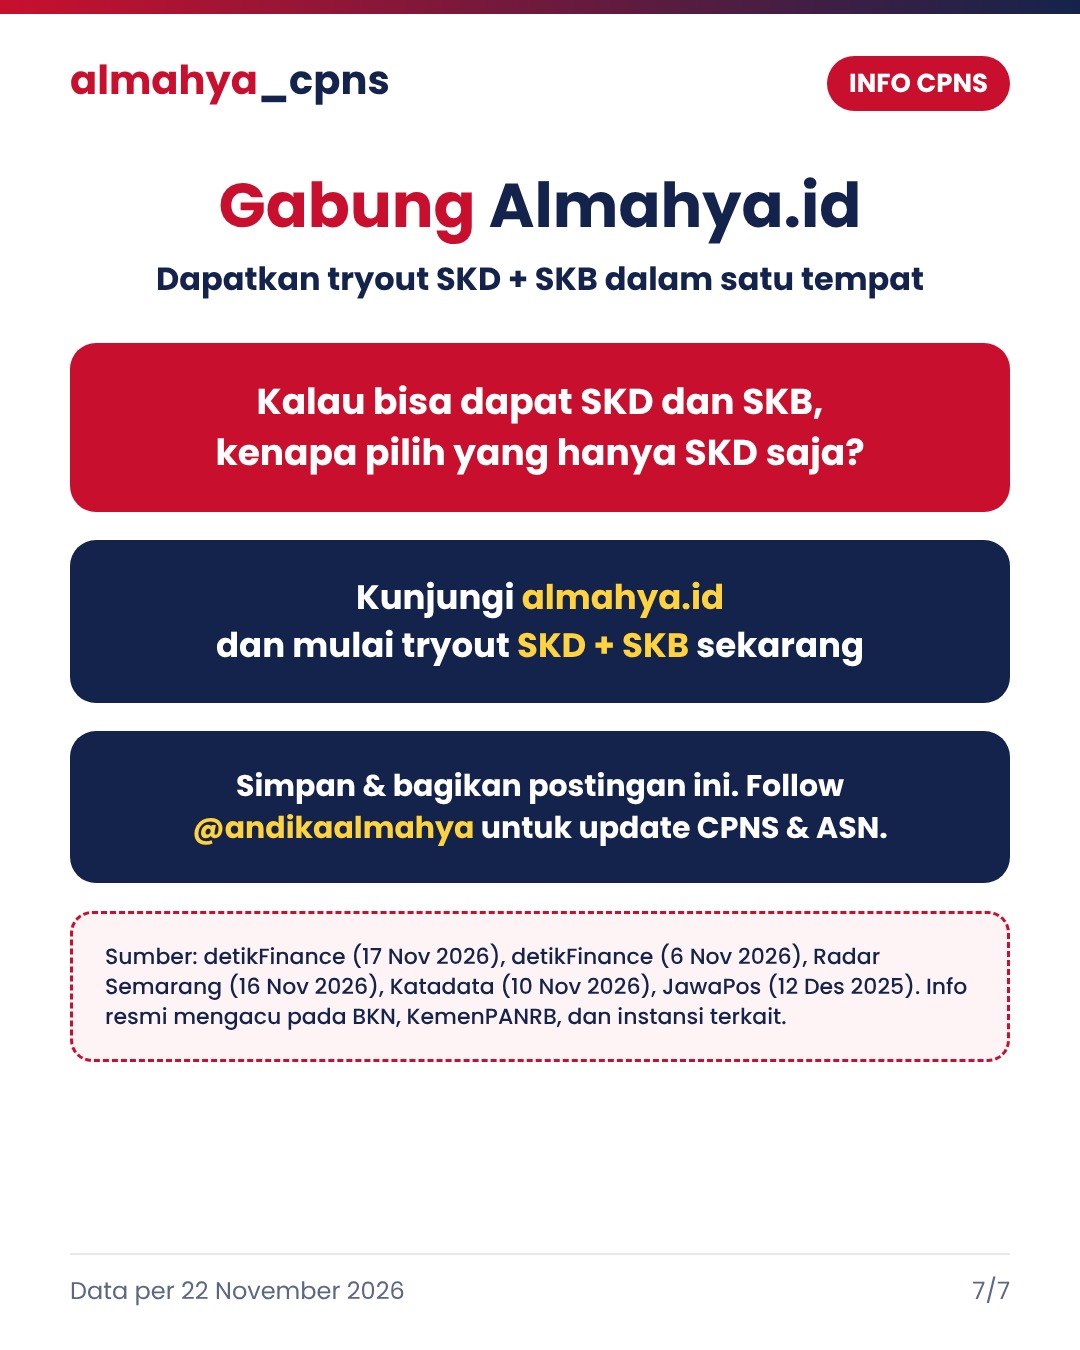 almahya_cpns
INFO CPNS
Gabung Almahya.id
Dapatkan tryout SKD + SKB dalam satu tempat
Kalau bisa dapat SKD dan SKB,
kenapa pilih yang hanya SKD saja?
Kunjungi almahya.id
dan mulai tryout SKD + SKB sekarang
Simpan & bagikan postingan ini. Follow
@andikaalmahya untuk update CPNS & ASN.
Sumber: detikFinance (17 Nov 2026), detikFinance (6 Nov 2026), Radar
Semarang (16 Nov 2026), Katadata (10 Nov 2026), JawaPos (12 Des 2025). Info
resmi mengacu pada BKN, KemenPANRB, dan instansi terkait.
Data per 22 November 2026
7/7